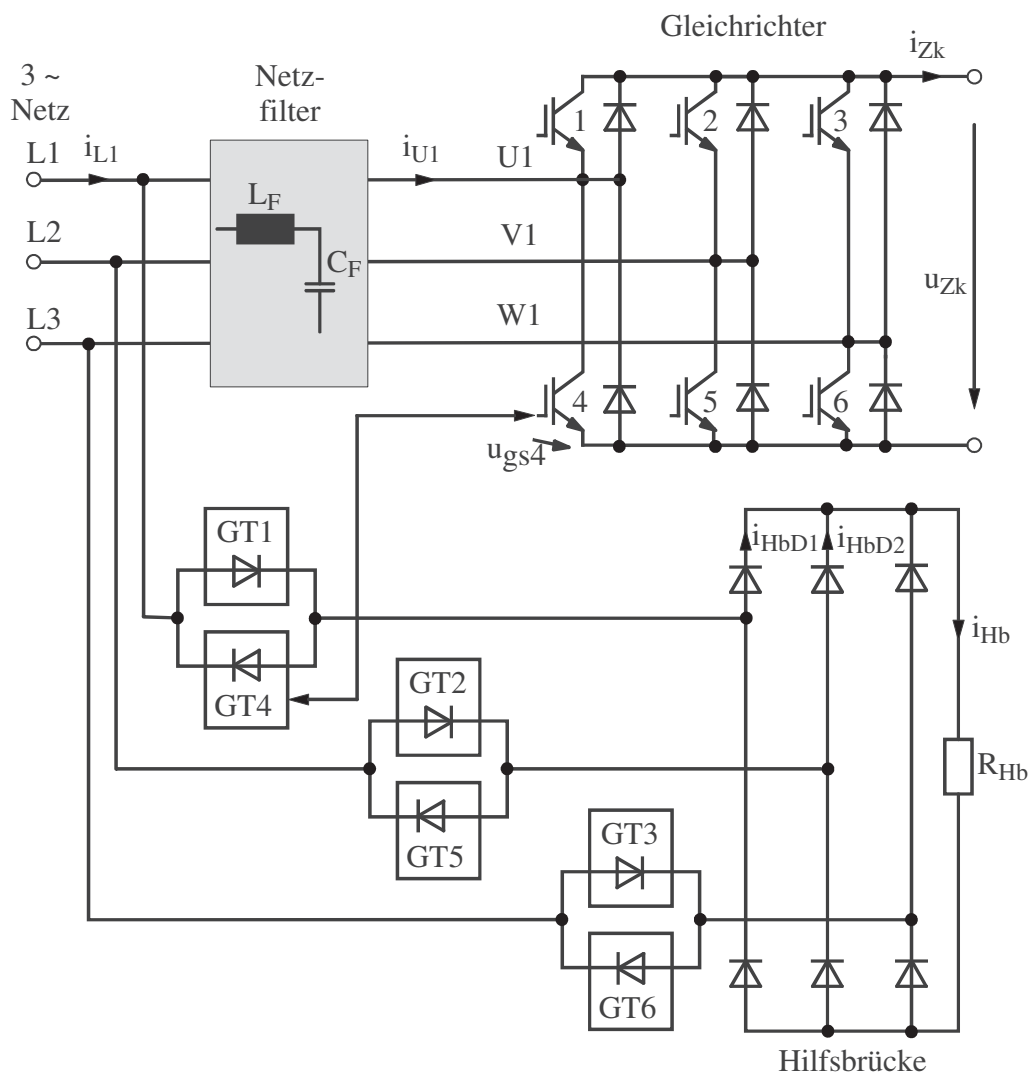 Gleichrichter
i_Zk
3 ~
Netz
Netz-
filter
L1
i_L1
i_U1
U1
1
2
3
L_F
L2
V1
C_F
u_Zk
L3
W1
4
5
6
u_gs4
GT1
i_HbD1
i_HbD2
i_Hb
GT4
GT2
R_Hb
GT5
GT3
GT6
Hilfsbrücke